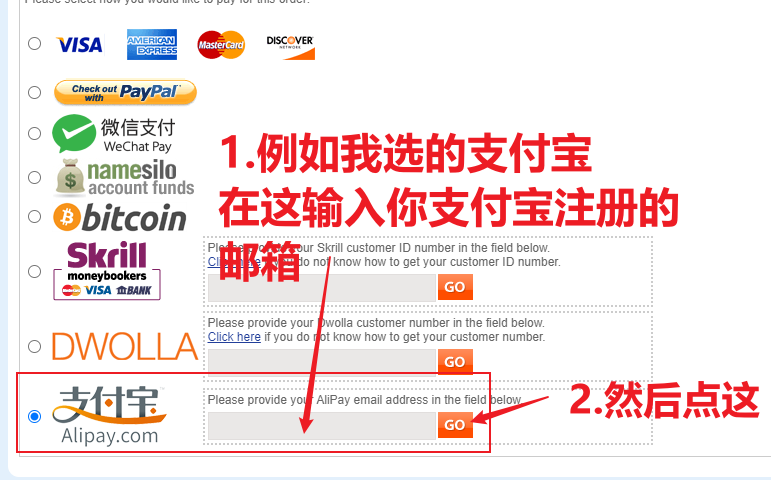 Please select how you would like to pay for this order:
VISA
AMERICAN EXPRESS
MasterCard
DISCOVER
NETWORK
Check out with PayPal
微信支付
WeChat Pay
namesilo
account funds
bitcoin
1.例如我选的支付宝
在这输入你支付宝注册的
邮箱
Skrill
moneybookers
MasterCard VISA BANK
Please provide your Skrill customer ID number in the field below.
Click here if you do not know how to get your customer ID number.
GO
DWOLLA
Please provide your Dwolla customer number in the field below.
Click here if you do not know how to get your customer number.
GO
支付宝
Alipay.com
Please provide your AliPay email address in the field below.
GO
2.然后点这